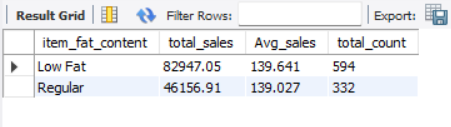 Result Grid Filter Rows: Export:
item_fat_content total_sales Avg_sales total_count
Low Fat 82947.05 139.641 594
Regular 46156.91 139.027 332